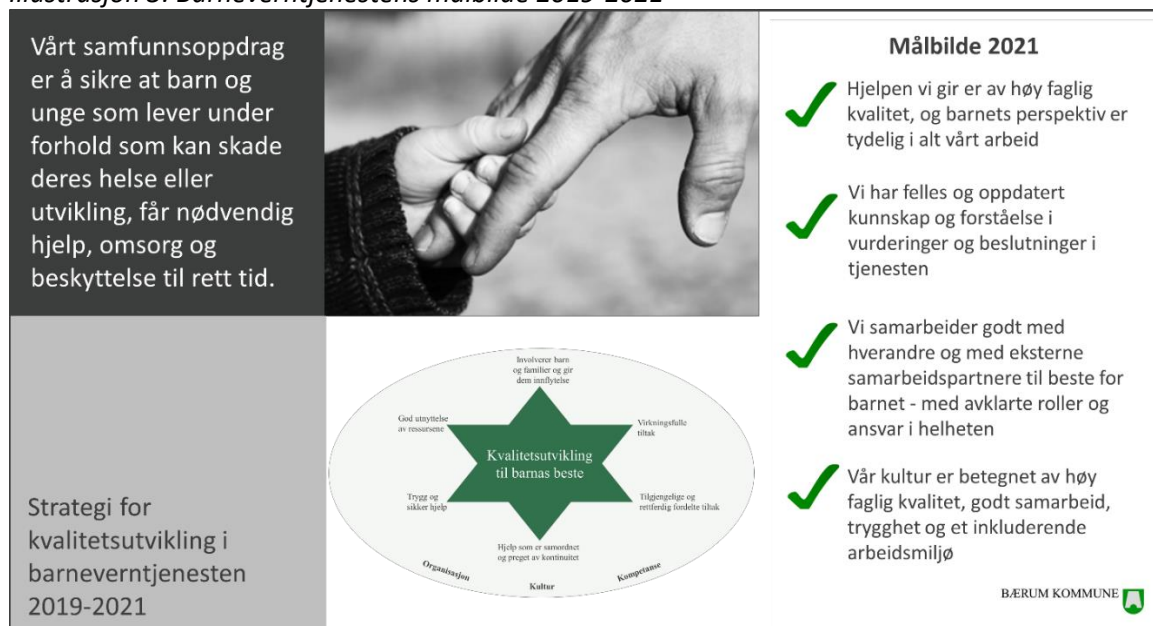 Illustrasjon 3: Barneverntjenestens målbilde 2019-2021
Vårt samfunnsoppdrag
er å sikre at barn og
unge som lever under
forhold som kan skade
deres helse eller
utvikling, får nødvendig
hjelp, omsorg og
beskyttelse til rett tid.
Strategi for
kvalitetsutvikling i
barneverntjenesten
2019-2021
Involverer barn
og familier og gir
dem innflytelse
God utnyttelse
av ressursene
Virkningsfulle
tiltak
Kvalitetsutvikling
til barnas beste
Trygg og
sikker hjelp
Tilgjengelige og
rettferdig fordelte tiltak
Hjelp som er samordnet
og preget av kontinuitet
Organisasjon
Kultur
Kompetanse
Målbilde 2021
Hjelpen vi gir er av høy faglig
kvalitet, og barnets perspektiv er
tydelig i alt vårt arbeid
Vi har felles og oppdatert
kunnskap og forståelse i
vurderinger og beslutninger i
tjenesten
Vi samarbeider godt med
hverandre og med eksterne
samarbeidspartnere til beste for
barnet - med avklarte roller og
ansvar i helheten
Vår kultur er betegnet av høy
faglig kvalitet, godt samarbeid,
trygghet og et inkluderende
arbeidsmiljø
BÆRUM KOMMUNE